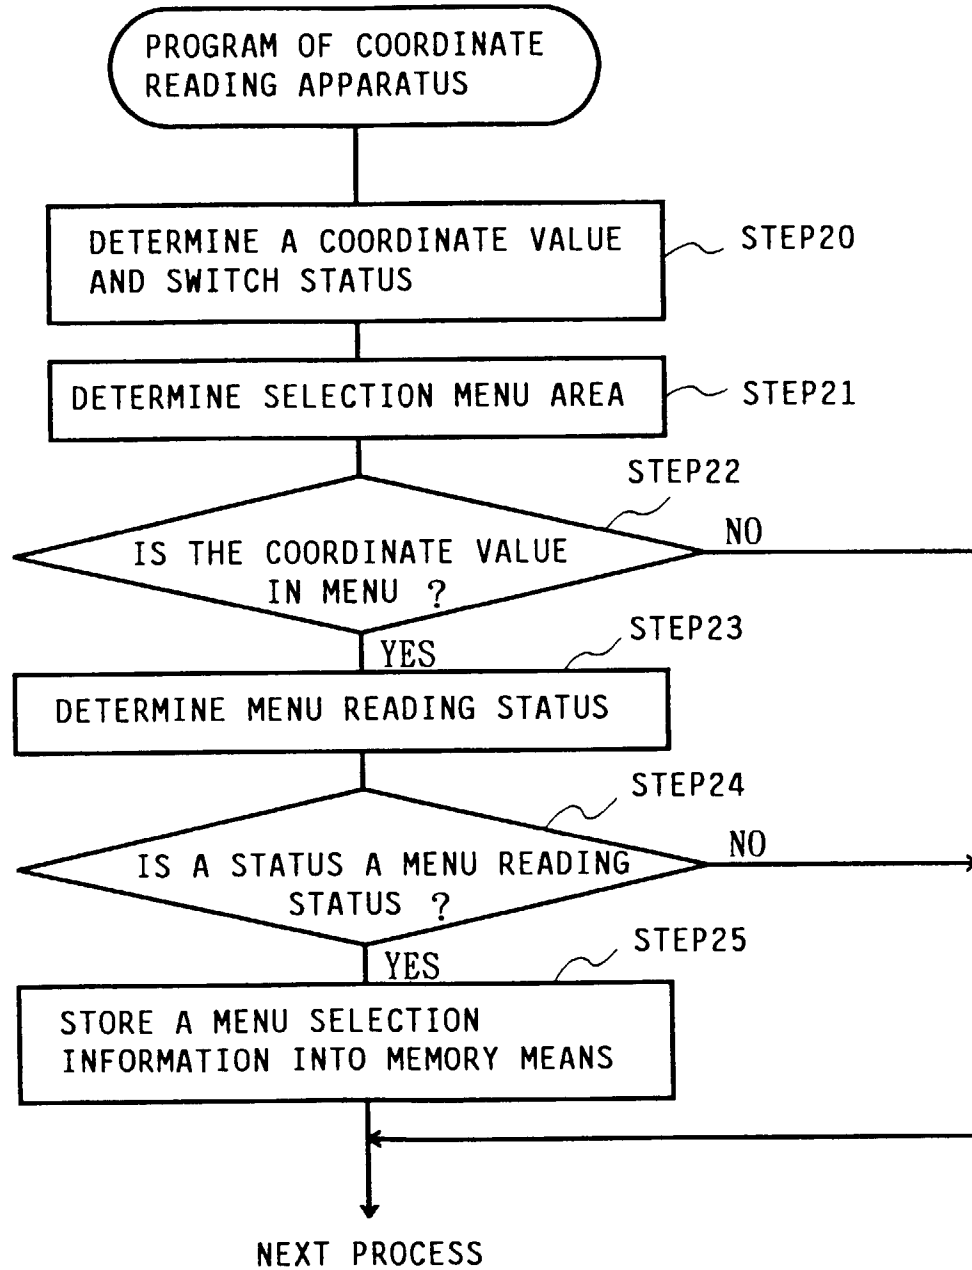 PROGRAM OF COORDINATE
READING APPARATUS
DETERMINE A COORDINATE VALUE
AND SWITCH STATUS
STEP20
DETERMINE SELECTION MENU AREA
STEP21
STEP22
IS THE COORDINATE VALUE
IN MENU ?
NO
YES
STEP23
DETERMINE MENU READING STATUS
STEP24
IS A STATUS A MENU READING
STATUS ?
NO
YES
STEP25
STORE A MENU SELECTION
INFORMATION INTO MEMORY MEANS
NEXT PROCESS